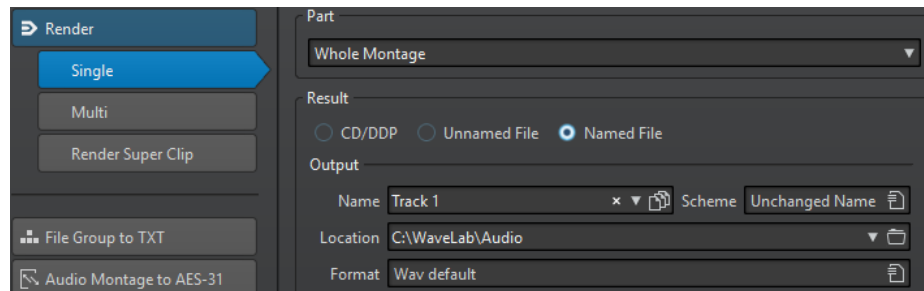 Render
Single
Multi
Render Super Clip
File Group to TXT
Audio Montage to AES-31
Part
Whole Montage
Result
CD/DDP Unnamed File Named File
Output
Name Track 1 Scheme Unchanged Name
Location C:\WaveLab\Audio
Format Wav default